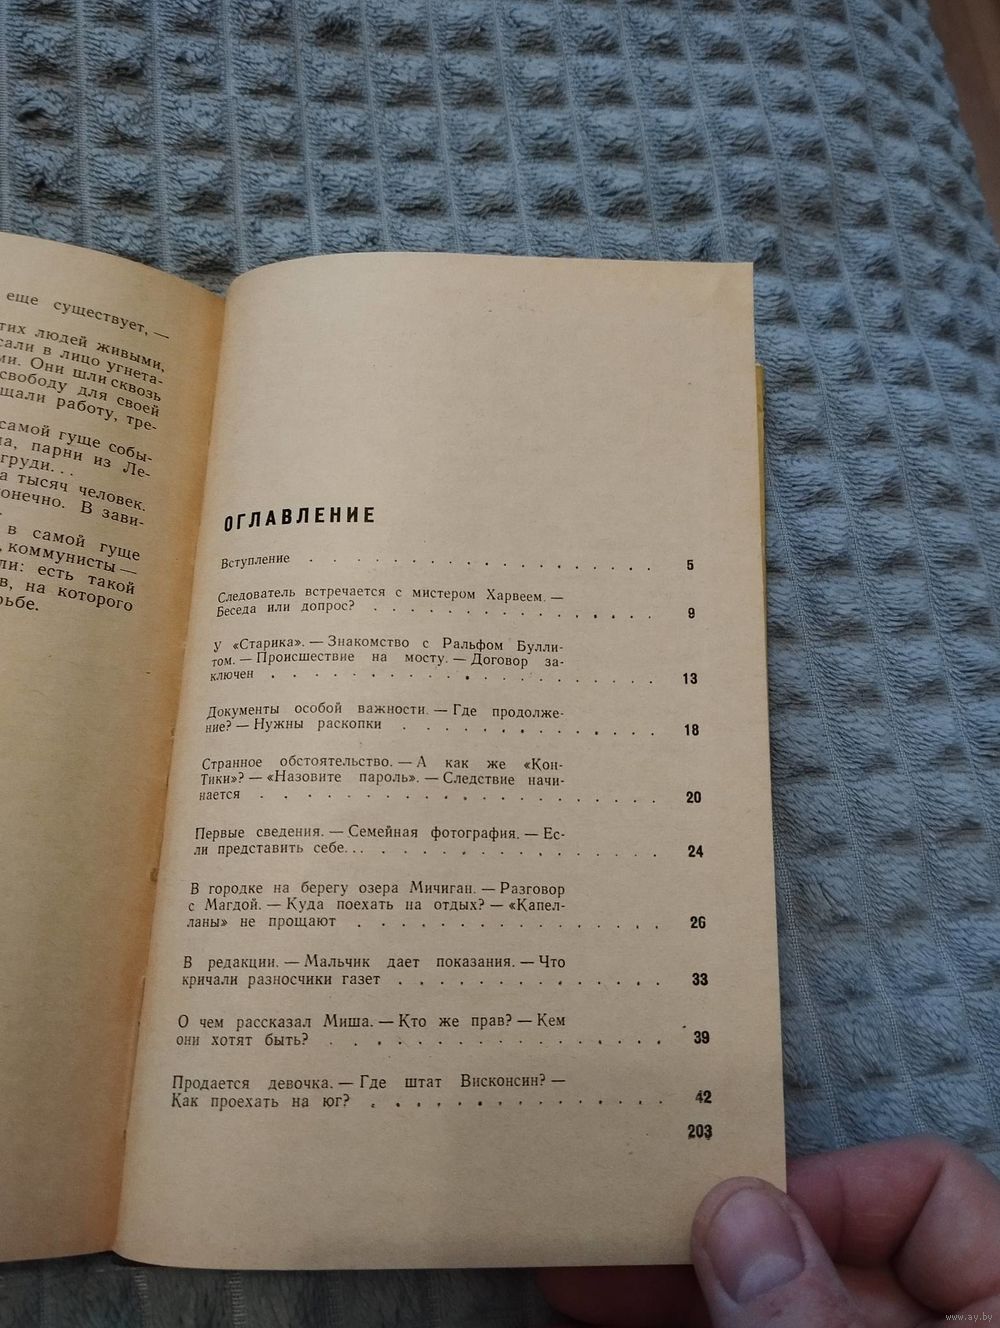 еще существует, —
тих людей живыми,
сали в лицо угнета-
ми. Они шли сквозь
свободу для своей
щали работу, тре-
самой гуще собы-
на, парни из Ле-
груди...
а тысяч человек.
онечно. В зави-
в самой гуще
, коммунисты —
ли: есть такой
в, на которого
рьбе.
ОГЛАВЛЕНИЕ
Вступление . . . . . . . . . . . . . . . . . 5
Следователь встречается с мистером Харвеем. —
Беседа или допрос? . . . . . . . . . . . . . . 9
У «Старика». — Знакомство с Ральфом Булли-
том. — Происшествие на мосту. — Договор за-
ключен . . . . . . . . . . . . . . . . . . 13
Документы особой важности. — Где продолже-
ние? — Нужны раскопки . . . . . . . . . . . . 18
Странное обстоятельство. — А как же «Кон-
Тики»? — «Назовите пароль». — Следствие начи-
нается . . . . . . . . . . . . . . . . . . . 20
Первые сведения. — Семейная фотография. — Ес-
ли представить себе... . . . . . . . . . . . . . 24
В городке на берегу озера Мичиган. — Разговор
с Магдой. — Куда поехать на отдых? — «Капел-
ланы» не прощают . . . . . . . . . . . . . . 26
В редакции. — Мальчик дает показания. — Что
кричали разносчики газет . . . . . . . . . . . . 33
О чем рассказал Миша. — Кто же прав? — Кем
они хотят быть? . . . . . . . . . . . . . . . 39
Продается девочка. — Где штат Висконсин? —
Как проехать на юг? . . . . . . . . . . . . . 42
203
www.ay.by